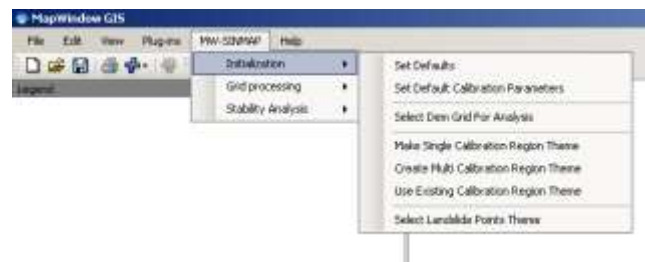 MapWindow GIS
File Edit View Plug-ins MW-SINMAP Help
Legend
Initialization
Grid processing
Stability Analysis
Set Defaults
Set Default Calibration Parameters
Select Dem Grid For Analysis
Make Single Calibration Region Theme
Create Multi Calibration Region Theme
Use Existing Calibration Region Theme
Select Landslide Points Theme